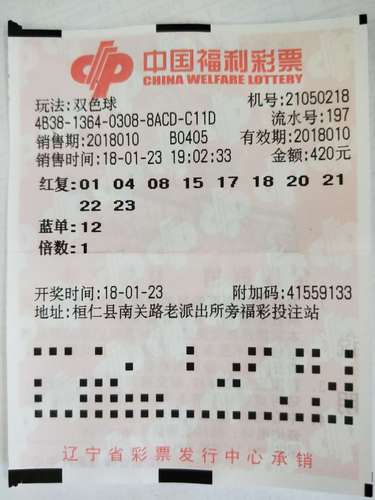 中国福利彩票
CHINA WELFARE LOTTERY
玩法:双色球 机号:21050218
4B38-1364-0308-8ACD-C11D 流水号:197
销售期:2018010 B0405 有效期:2018010
销售时间:18-01-23 19:02:33 金额:420元
红复:01 04 08 15 17 18 20 21
22 23
蓝单:12
倍数:1
开奖时间:18-01-23 附加码:41559133
地址:桓仁县南关路老派出所旁福彩投注站
辽宁省彩票发行中心承销